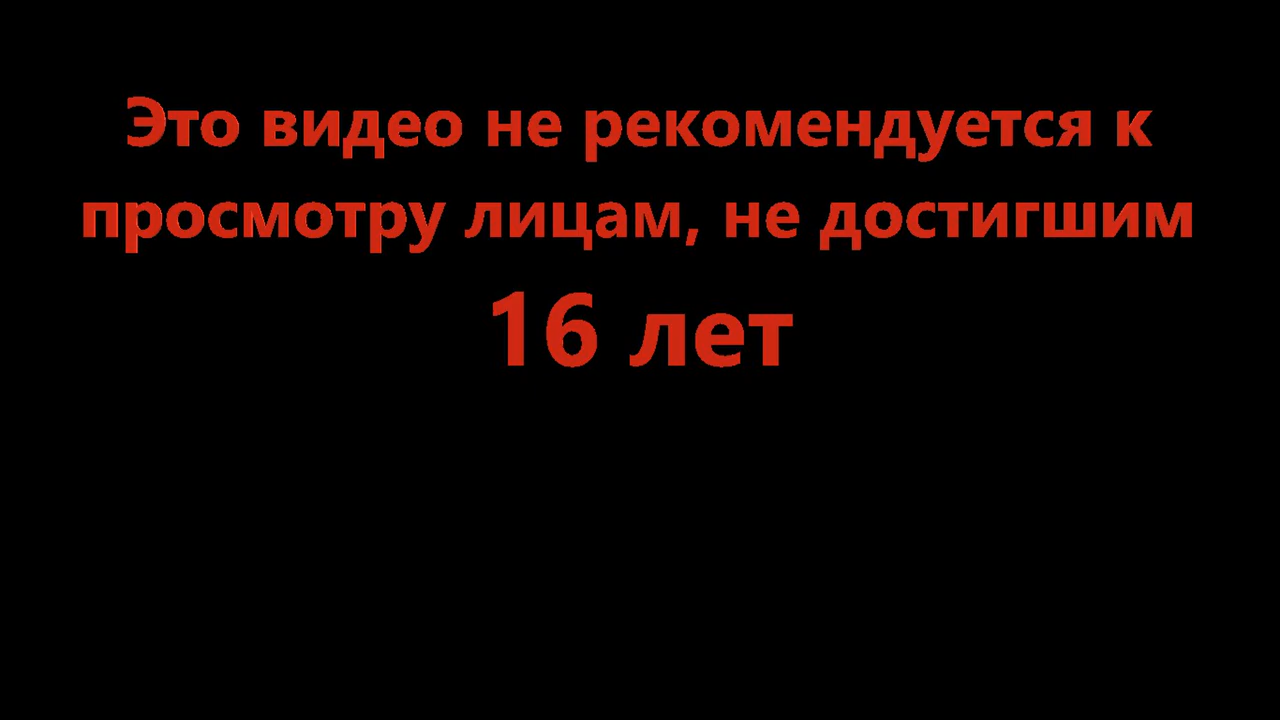 Это видео не рекомендуется к
просмотру лицам, не достигшим
16 лет